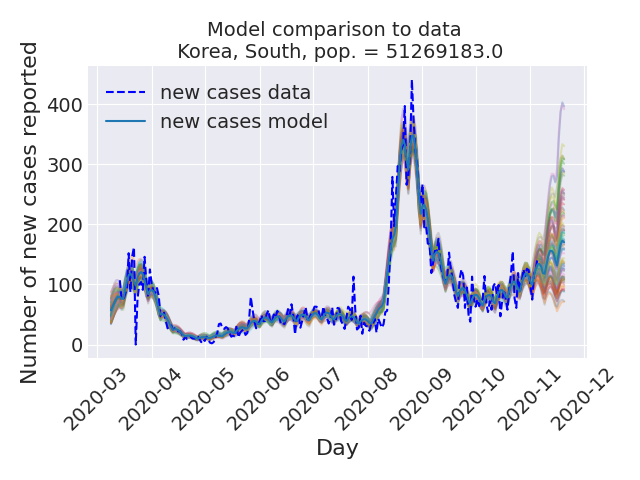 Model comparison to data
Korea, South, pop. = 51269183.0
Number of new cases reported
400
300
200
100
0
new cases data
new cases model
2020-03
2020-04
2020-05
2020-06
2020-07
2020-08
2020-09
2020-10
2020-11
2020-12
Day